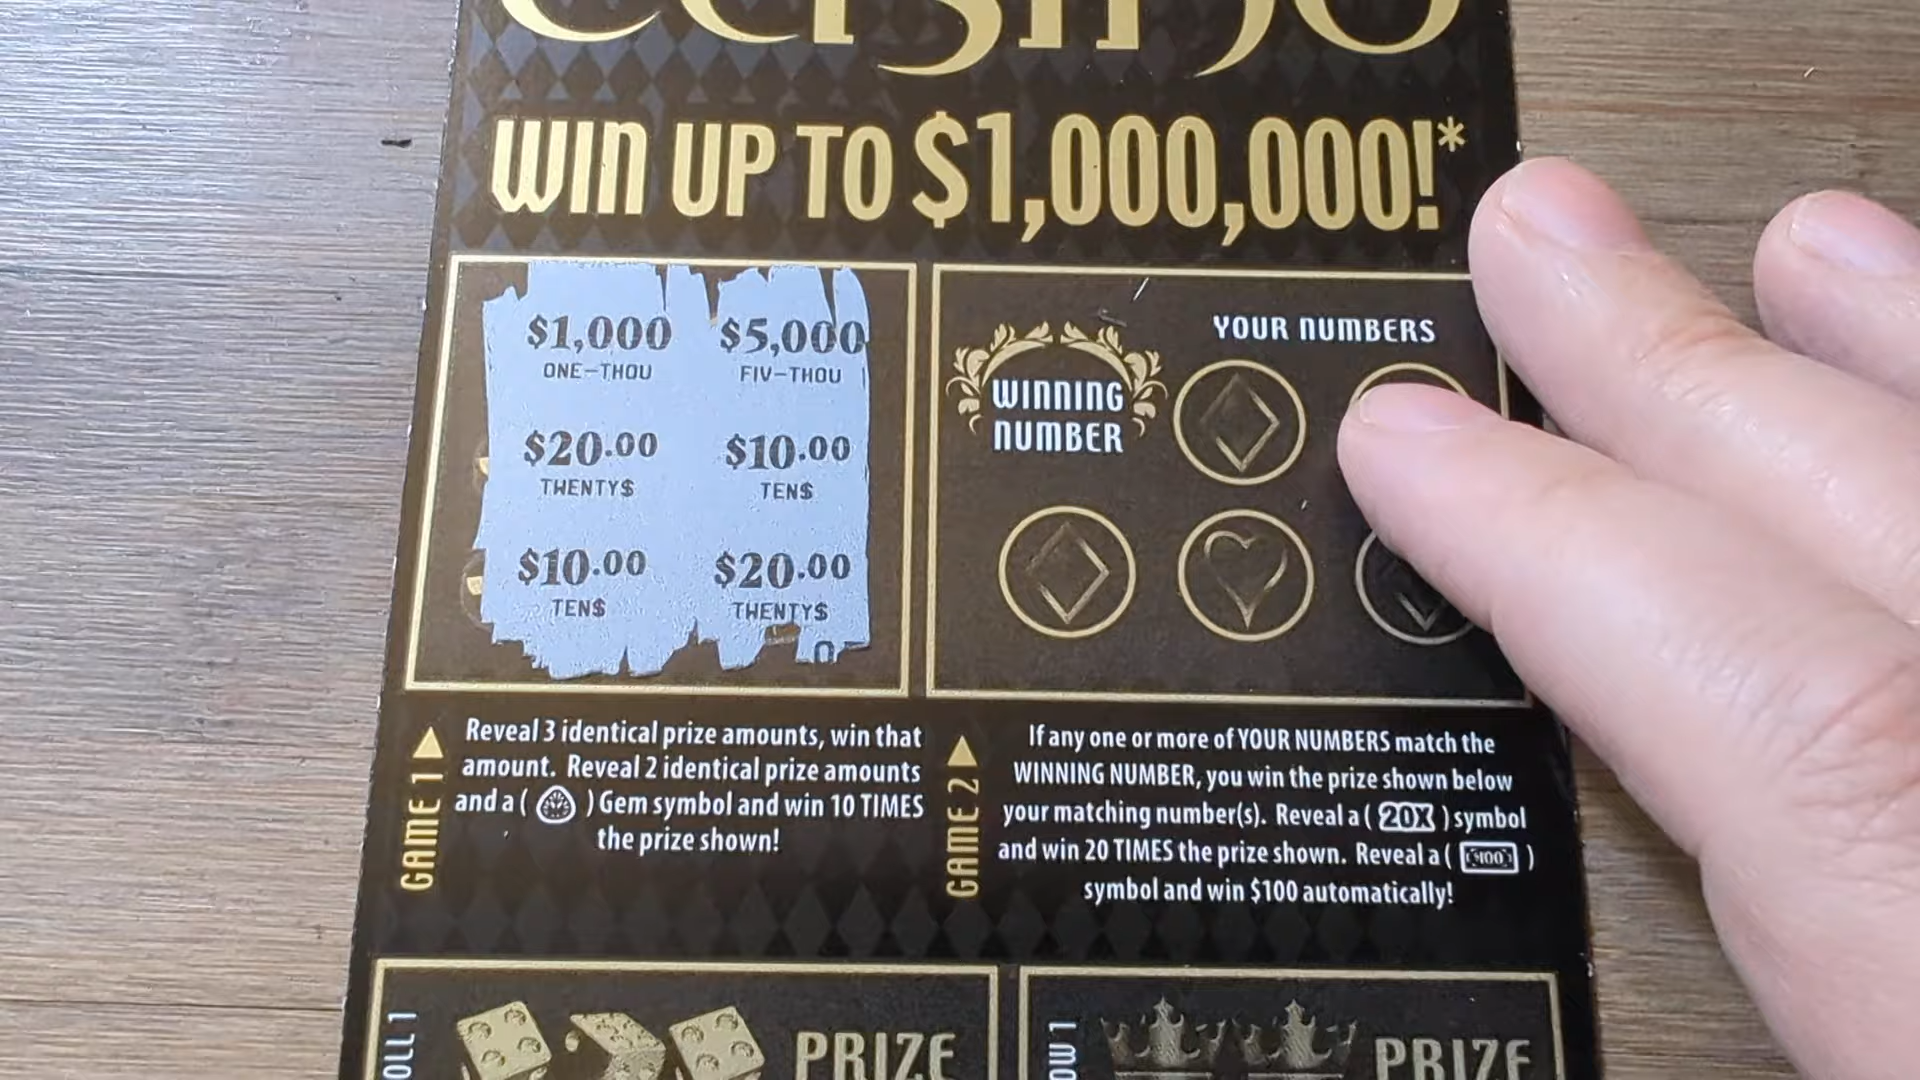 Casino
WIN UP TO $1,000,000!*
$1,000 $5,000
ONE-THOU FIV-THOU
$20.00 $10.00
TWENTY$ TEN$
$10.00 $20.00
TEN$ TWENTY$
YOUR NUMBERS
WINNING
NUMBER
GAME 1
Reveal 3 identical prize amounts, win that
amount. Reveal 2 identical prize amounts
and a ( ) Gem symbol and win 10 TIMES
the prize shown!
GAME 2
If any one or more of YOUR NUMBERS match the
WINNING NUMBER, you win the prize shown below
your matching number(s). Reveal a ( 20X ) symbol
and win 20 TIMES the prize shown. Reveal a ( $100 )
symbol and win $100 automatically!
PRIZE
PRIZE